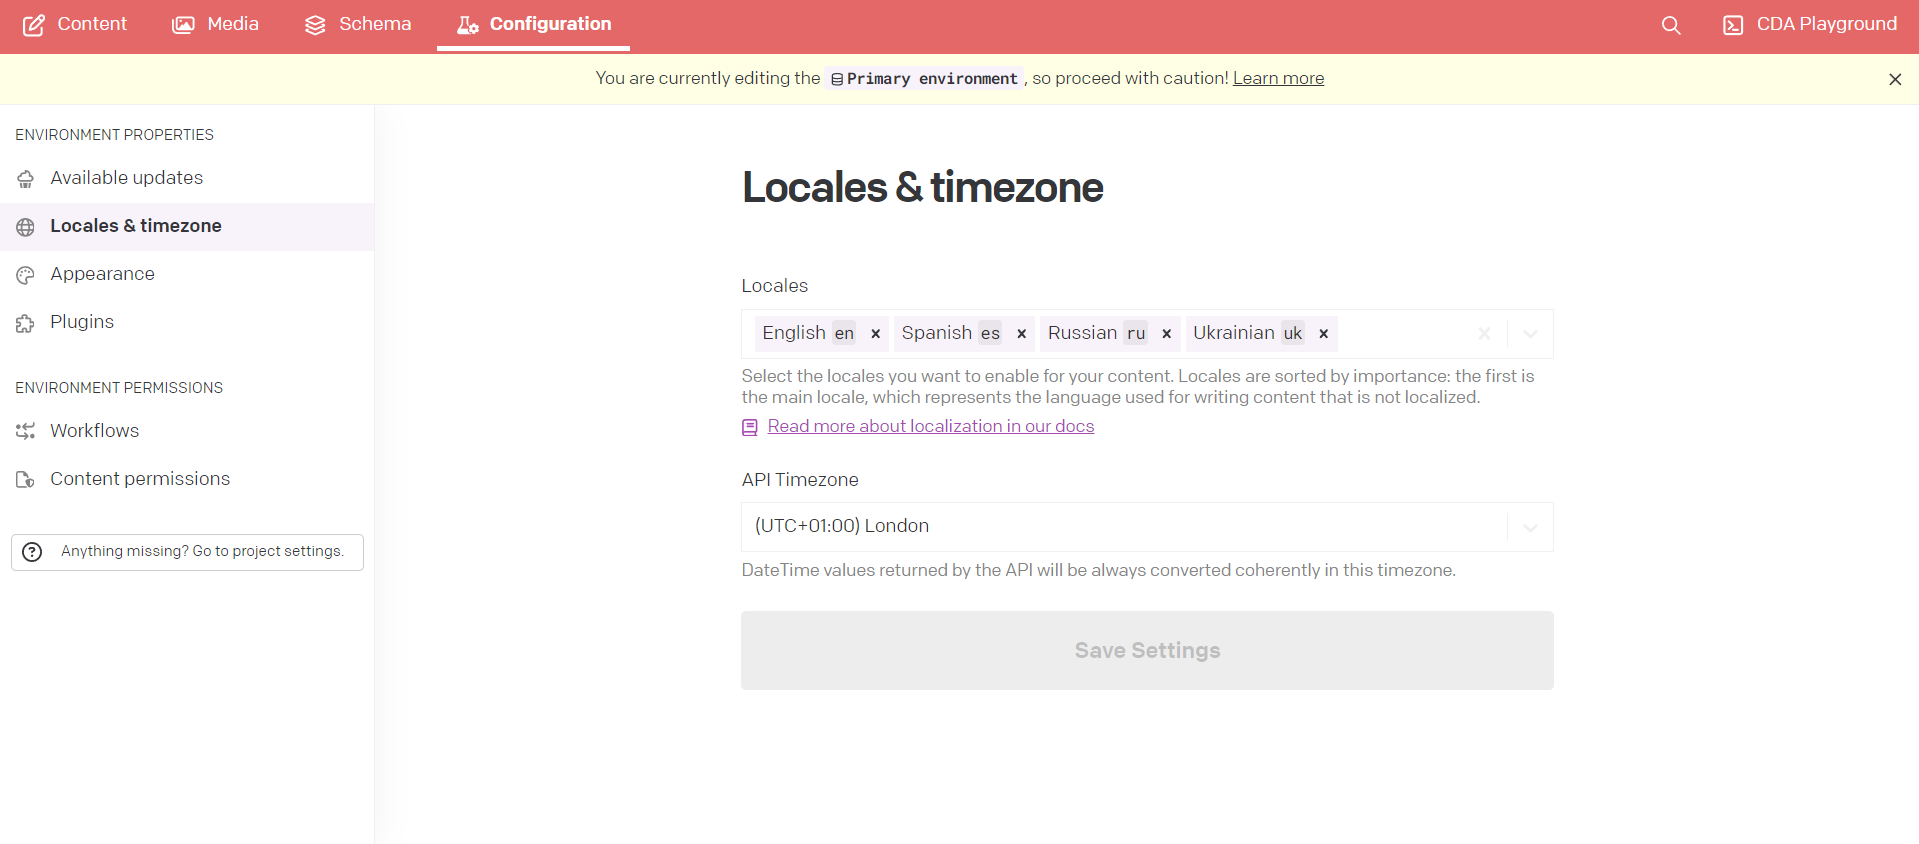 Content
Media
Schema
Configuration
CDA Playground
You are currently editing the Primary environment, so proceed with caution! Learn more
ENVIRONMENT PROPERTIES
Available updates
Locales & timezone
Appearance
Plugins
ENVIRONMENT PERMISSIONS
Workflows
Content permissions
Anything missing? Go to project settings.
Locales & timezone
Locales
English en × Spanish es × Russian ru × Ukrainian uk ×
Select the locales you want to enable for your content. Locales are sorted by importance: the first is
the main locale, which represents the language used for writing content that is not localized.
Read more about localization in our docs
API Timezone
(UTC+01:00) London
DateTime values returned by the API will be always converted coherently in this timezone.
Save Settings